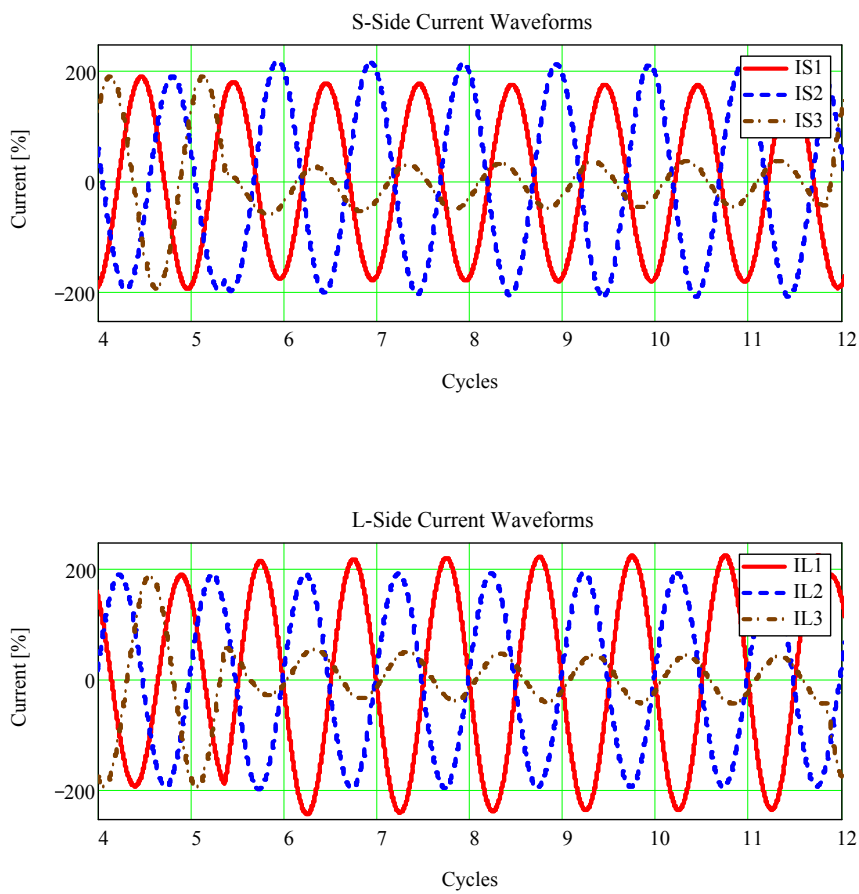 S-Side Current Waveforms
200
0
−200
Current [%]
IS1
IS2
IS3
4 5 6 7 8 9 10 11 12
Cycles
L-Side Current Waveforms
200
0
−200
Current [%]
IL1
IL2
IL3
4 5 6 7 8 9 10 11 12
Cycles